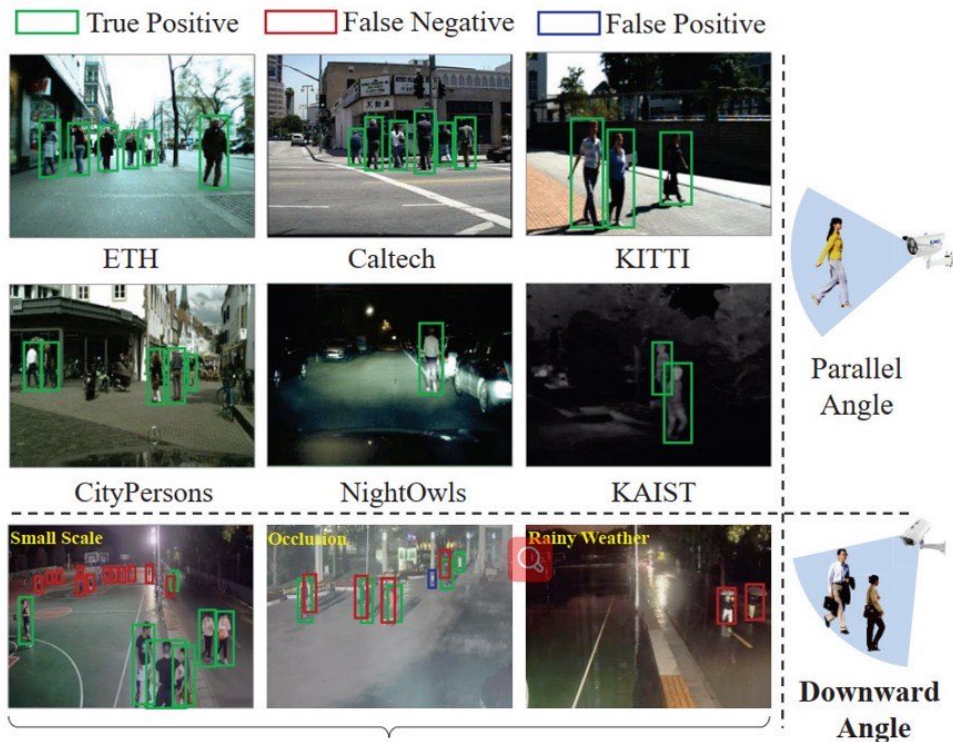 True Positive
False Negative
False Positive
ETH
Caltech
KITTI
Parallel
Angle
CityPersons
NightOwls
KAIST
Small Scale
Occlusion
Rainy Weather
Downward
Angle